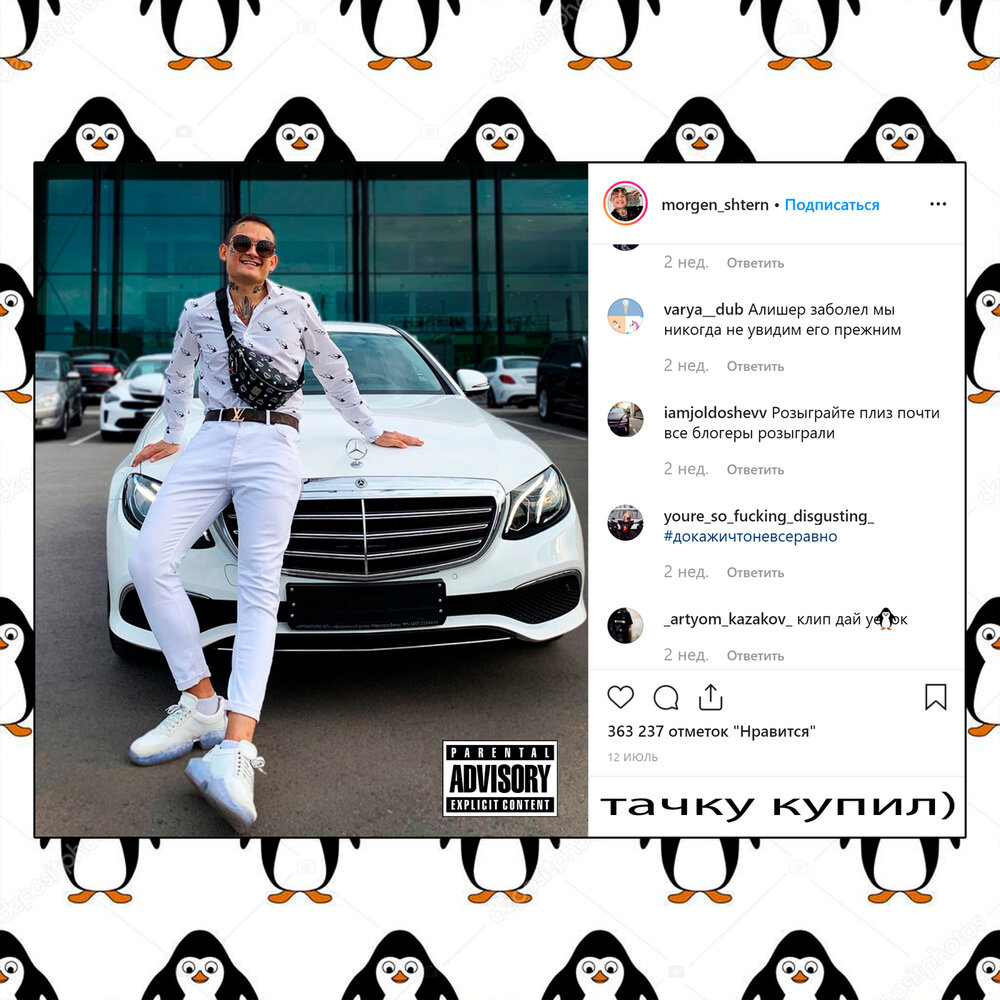 morgen_shtern • Подписаться
2 нед. Ответить
varya__dub Алишер заболел мы
никогда не увидим его прежним
2 нед. Ответить
iamjoldoshevv Розыграйте плиз почти
все блогеры розыграли
2 нед. Ответить
youre_so_fucking_disgusting_
#докажичтоневсеравно
2 нед. Ответить
_artyom_kazakov_ клип дай
2 нед. Ответить
363 237 отметок "Нравится"
12 ИЮЛЬ
PARENTAL
ADVISORY
EXPLICIT CONTENT
тачку купил)